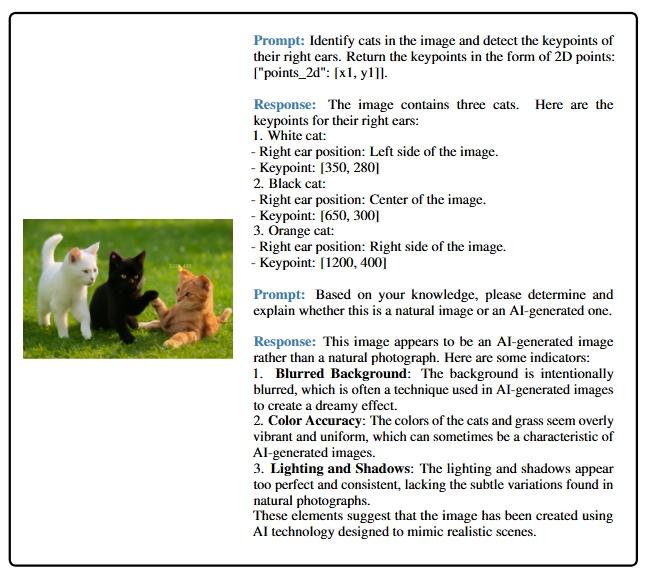 Prompt: Identify cats in the image and detect the keypoints of
their right ears. Return the keypoints in the form of 2D points:
["points_2d": [x1, y1]].
Response: The image contains three cats. Here are the
keypoints for their right ears:
1. White cat:
- Right ear position: Left side of the image.
- Keypoint: [350, 280]
2. Black cat:
- Right ear position: Center of the image.
- Keypoint: [650, 300]
3. Orange cat:
- Right ear position: Right side of the image.
- Keypoint: [1200, 400]
Prompt: Based on your knowledge, please determine and
explain whether this is a natural image or an AI-generated one.
Response: This image appears to be an AI-generated image
rather than a natural photograph. Here are some indicators:
1. Blurred Background: The background is intentionally
blurred, which is often a technique used in AI-generated images
to create a dreamy effect.
2. Color Accuracy: The colors of the cats and grass seem overly
vibrant and uniform, which can sometimes be a characteristic of
AI-generated images.
3. Lighting and Shadows: The lighting and shadows appear
too perfect and consistent, lacking the subtle variations found in
natural photographs.
These elements suggest that the image has been created using
AI technology designed to mimic realistic scenes.